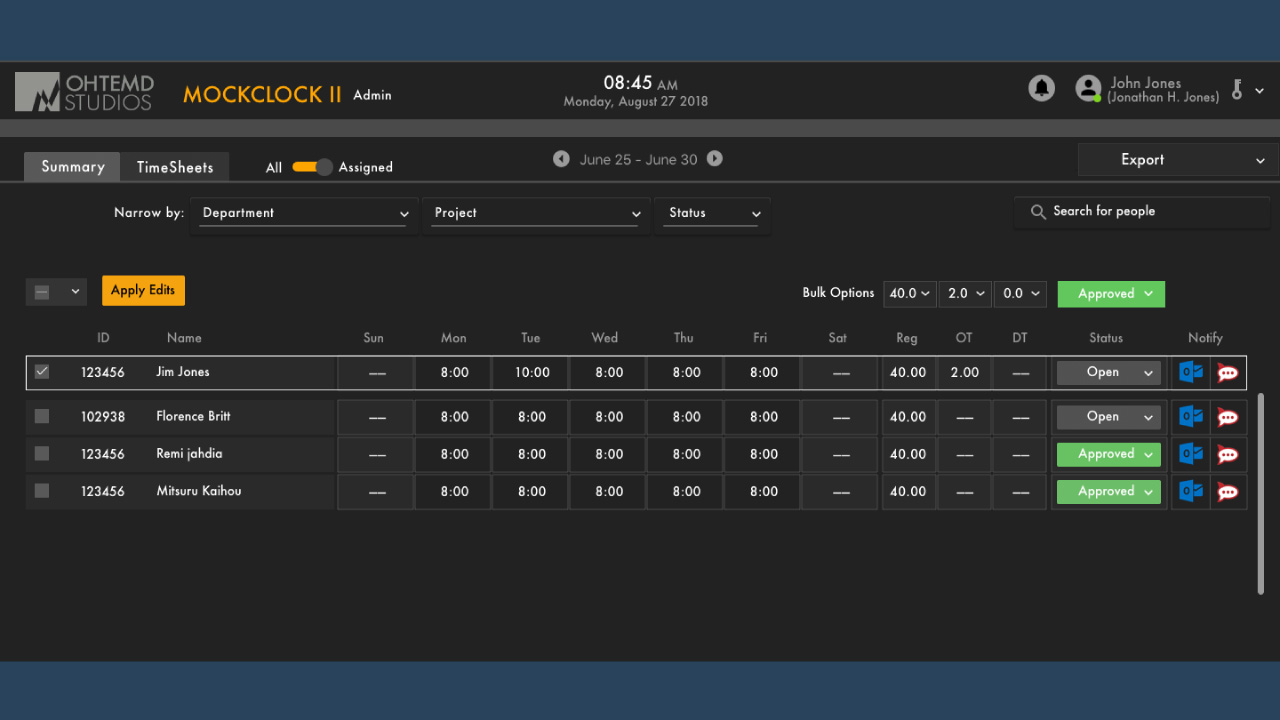 OHTEMD
STUDIOS
MOCKCLOCK II Admin
08:45 AM
Monday, August 27 2018
John Jones
(Jonathan H. Jones)
Summary TimeSheets All Assigned June 25 - June 30 Export
Narrow by: Department Project Status Search for people
Apply Edits Bulk Options 40.0 2.0 0.0 Approved
ID Name Sun Mon Tue Wed Thu Fri Sat Reg OT DT Status Notify
123456 Jim Jones — 8:00 10:00 8:00 8:00 8:00 — 40.00 2.00 — Open
102938 Florence Britt — 8:00 8:00 8:00 8:00 8:00 — 40.00 — — Open
123456 Remi jahdia — 8:00 8:00 8:00 8:00 8:00 — 40.00 — — Approved
123456 Mitsuru Kaihou — 8:00 8:00 8:00 8:00 8:00 — 40.00 — — Approved